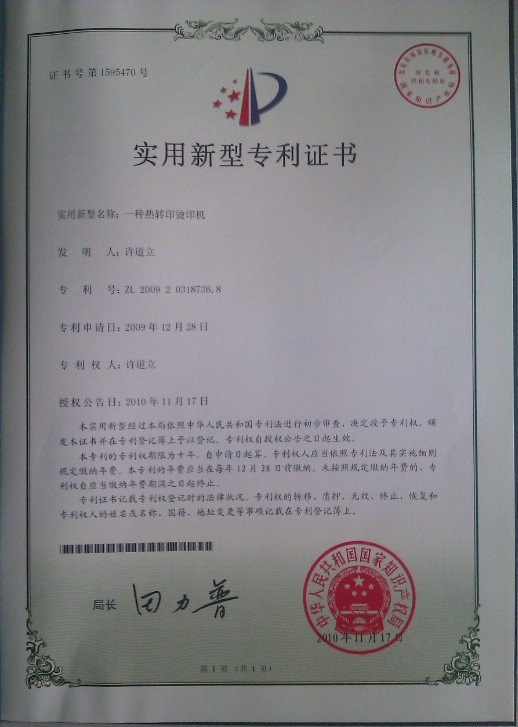 证书号第1595470号
实用新型专利证书
实用新型名称：一种热转印烫印机
发明人：许道立
专利号：ZL 2009 2 0318736.8
专利申请日：2009年12月28日
专利权人：许道立
授权公告日：2010年11月17日
本实用新型经过本局依照中华人民共和国专利法进行初步审查，决定授予专利权，颁
发本证书并在专利登记簿上予以登记。专利权自授权公告之日起生效。
本专利的专利权期限为十年，自申请日起算。专利权人应当依照专利法及其实施细则
规定缴纳年费。本专利的年费应当在每年12月28日前缴纳。未按照规定缴纳年费的，专
利权自应当缴纳年费期满之日起终止。
专利证书记载专利权登记时的法律状况。专利权的转移、质押、无效、终止、恢复和
专利权人的姓名或名称、国籍、地址变更等事项记载在专利登记簿上。
局长
田力普
中华人民共和国国家知识产权局
2010年11月17日
第1页（共1页）